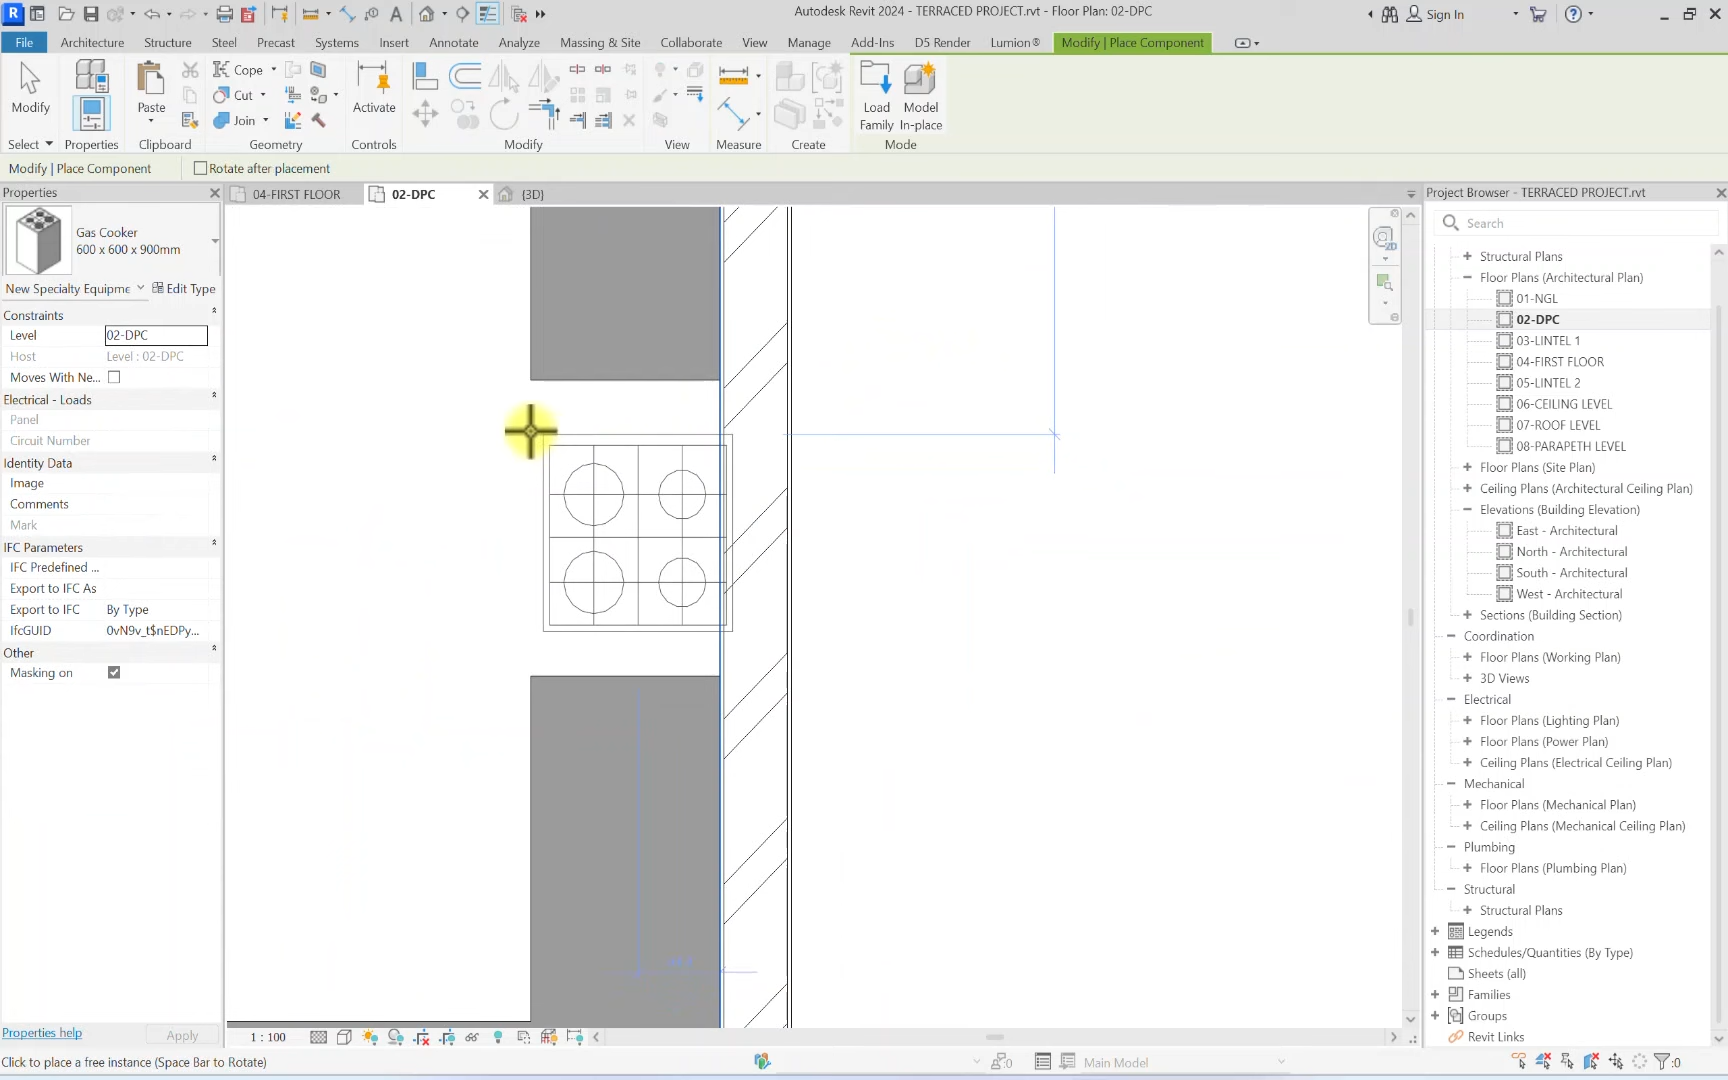 Autodesk Revit 2024 - TERRACED PROJECT.rvt - Floor Plan: 02-DPC
Sign In
File
Architecture
Structure
Steel
Precast
Systems
Insert
Annotate
Analyze
Massing & Site
Collaborate
View
Manage
Add-Ins
D5 Render
Lumion®
Modify | Place Component
Modify
Paste
Cope
Cut
Join
Activate
Load
Family
Model
In-place
Select
Properties
Clipboard
Geometry
Controls
Modify
View
Measure
Create
Mode
Modify | Place Component
Rotate after placement
Properties
Gas Cooker
600 x 600 x 900mm
New Specialty Equipme
Edit Type
Constraints
Level 02-DPC
Host Level : 02-DPC
Moves With Ne...
Electrical - Loads
Panel
Circuit Number
Identity Data
Image
Comments
Mark
IFC Parameters
IFC Predefined ...
Export to IFC As
Export to IFC By Type
IfcGUID 0vN9v_t$nEDPy...
Other
Masking on
Properties help
Apply
04-FIRST FLOOR
02-DPC
{3D}
2D
1 : 100
Project Browser - TERRACED PROJECT.rvt
Search
Structural Plans
Floor Plans (Architectural Plan)
01-NGL
02-DPC
03-LINTEL 1
04-FIRST FLOOR
05-LINTEL 2
06-CEILING LEVEL
07-ROOF LEVEL
08-PARAPETH LEVEL
Floor Plans (Site Plan)
Ceiling Plans (Architectural Ceiling Plan)
Elevations (Building Elevation)
East - Architectural
North - Architectural
South - Architectural
West - Architectural
Sections (Building Section)
Coordination
Floor Plans (Working Plan)
3D Views
Electrical
Floor Plans (Lighting Plan)
Floor Plans (Power Plan)
Ceiling Plans (Electrical Ceiling Plan)
Mechanical
Floor Plans (Mechanical Plan)
Ceiling Plans (Mechanical Ceiling Plan)
Plumbing
Floor Plans (Plumbing Plan)
Structural
Structural Plans
Legends
Schedules/Quantities (By Type)
Sheets (all)
Families
Groups
Revit Links
Click to place a free instance (Space Bar to Rotate)
:0
Main Model
:0